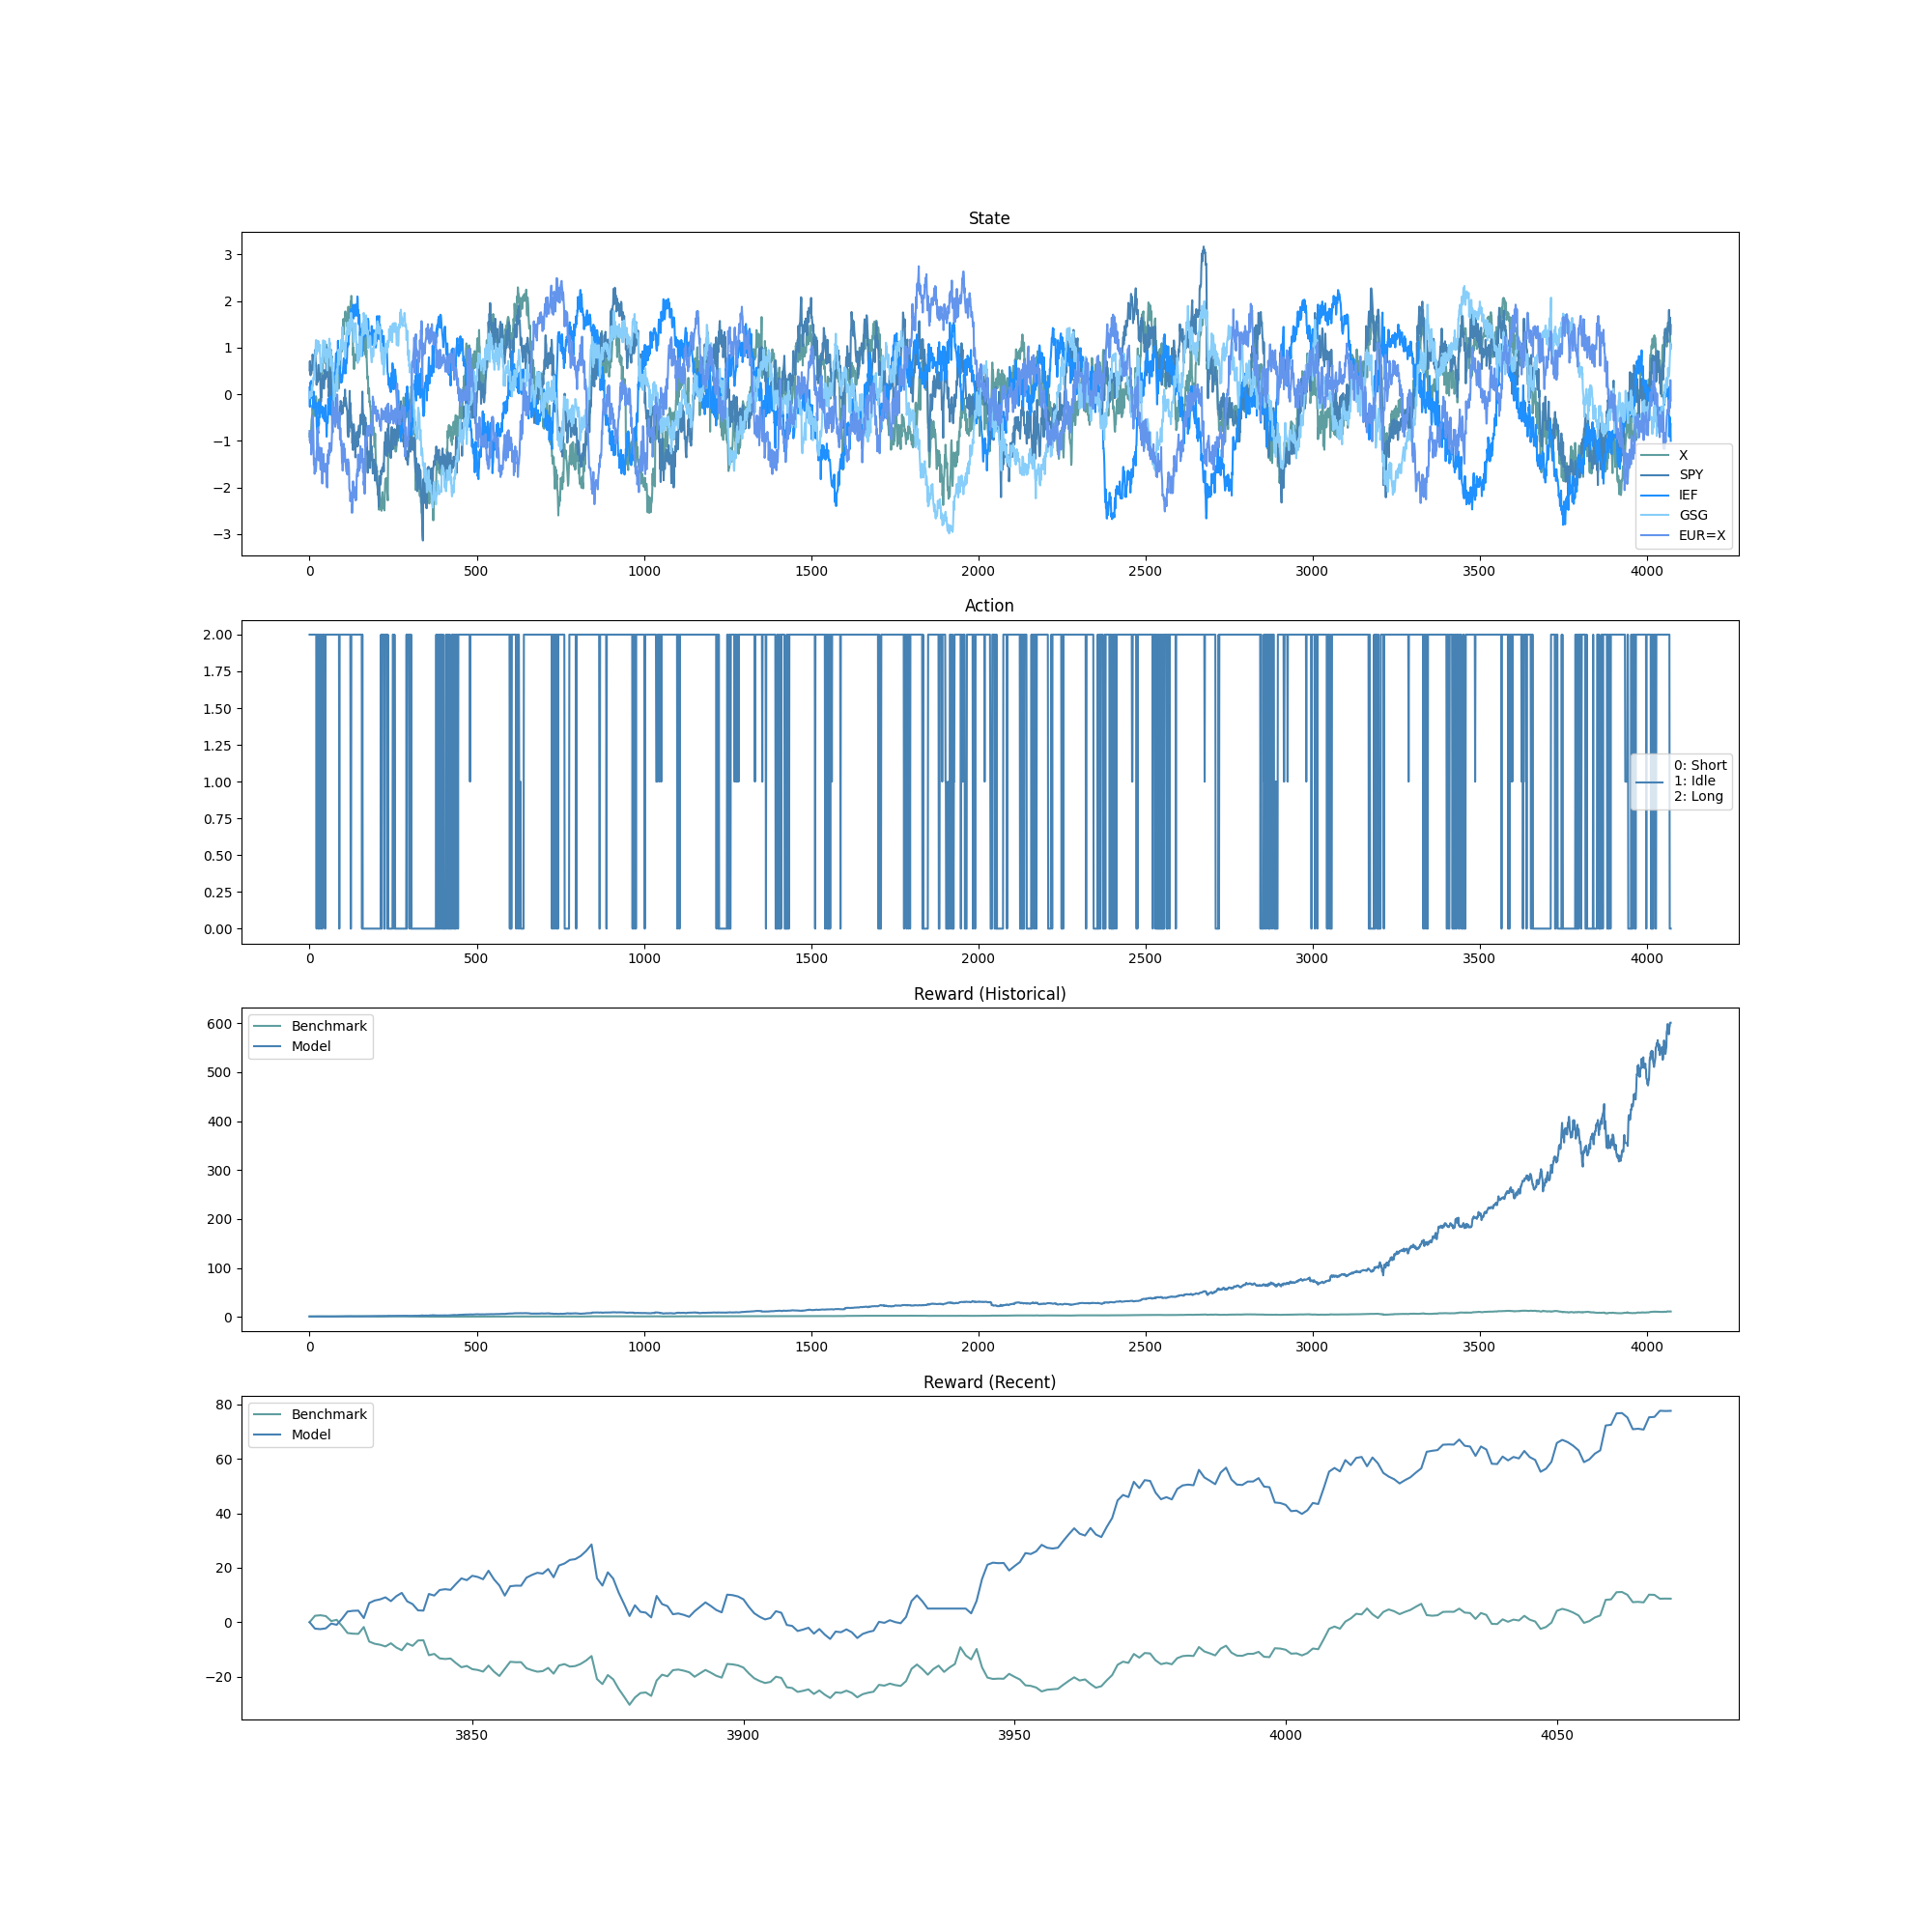 State
3
2
1
0
−1
−2
−3
X
SPY
IEF
GSG
EUR=X
0 500 1000 1500 2000 2500 3000 3500 4000
Action
2.00
1.75
1.50
1.25
1.00
0.75
0.50
0.25
0.00
0: Short
1: Idle
2: Long
0 500 1000 1500 2000 2500 3000 3500 4000
Reward (Historical)
Benchmark
Model
600
500
400
300
200
100
0
0 500 1000 1500 2000 2500 3000 3500 4000
Reward (Recent)
Benchmark
Model
80
60
40
20
0
−20
3850 3900 3950 4000 4050